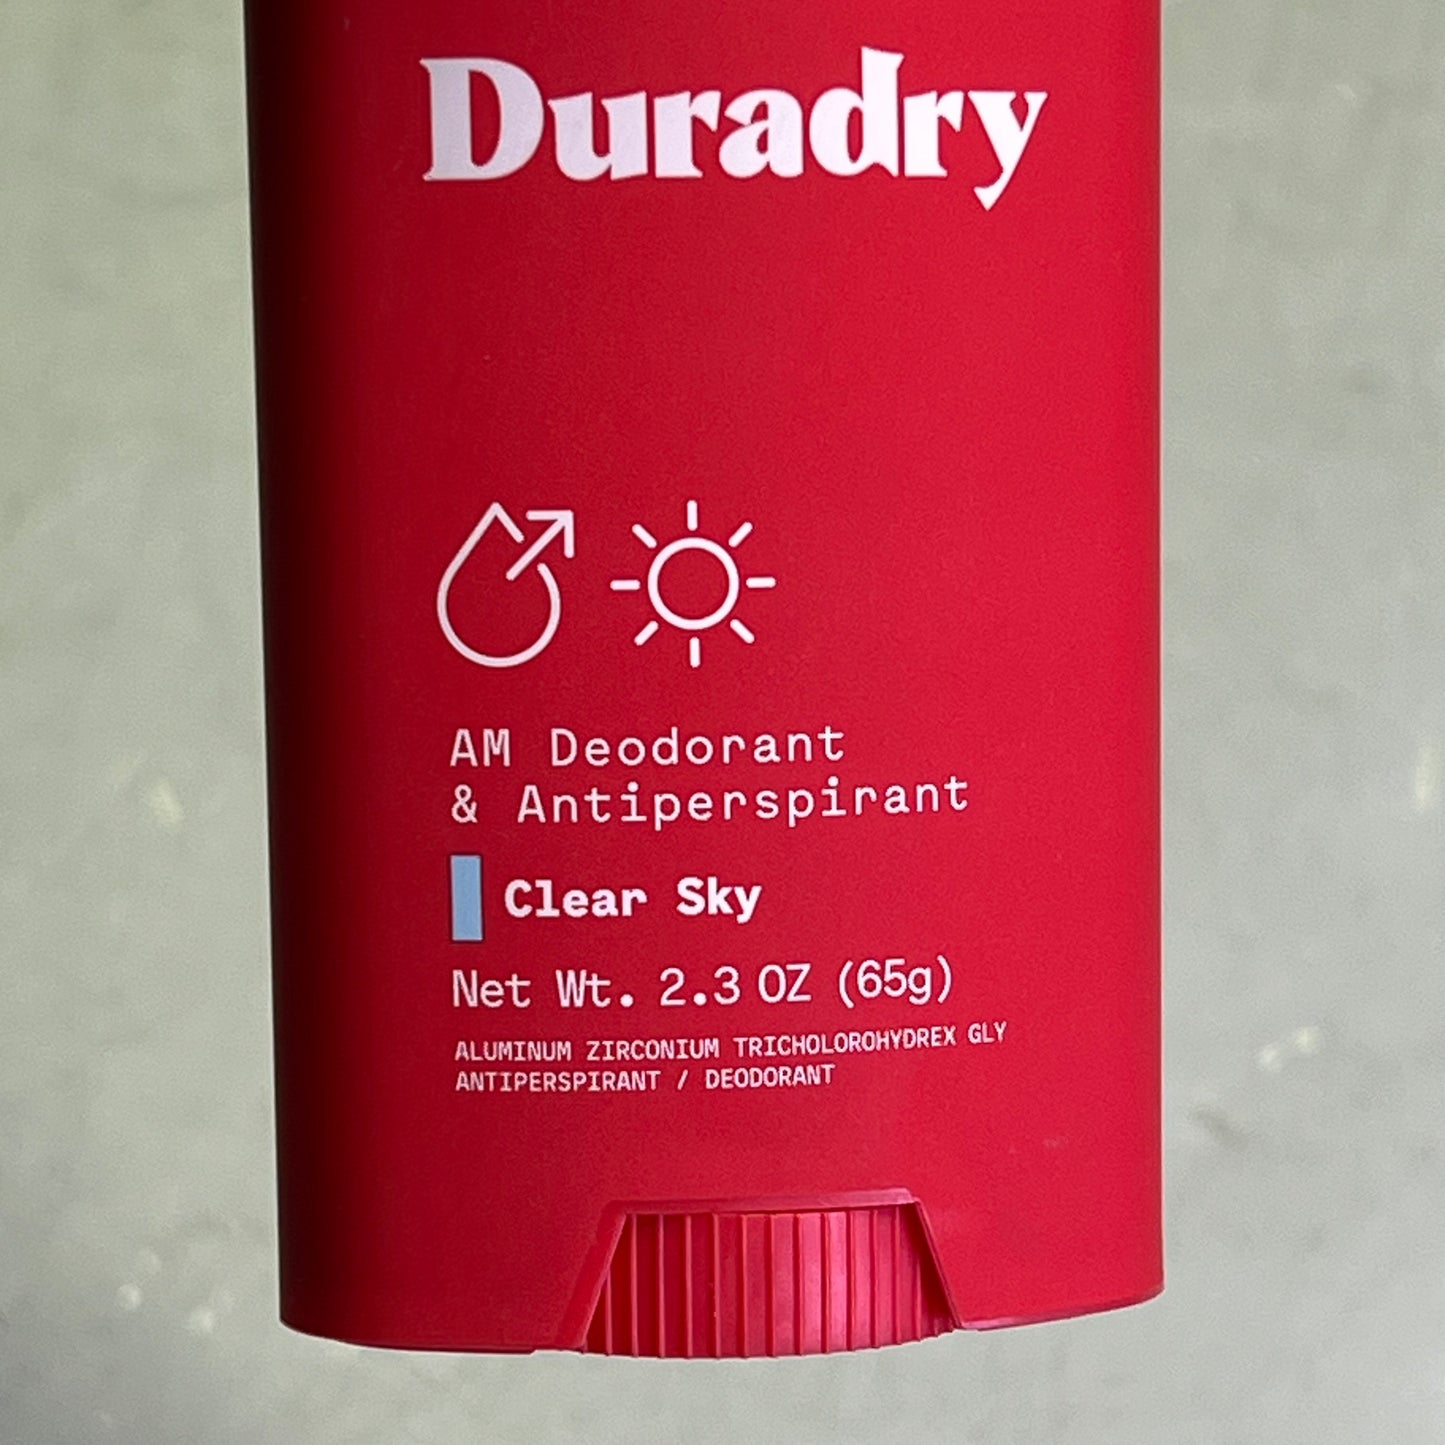 Duradry
AM Deodorant
& Antiperspirant
Clear Sky
Net Wt. 2.3 OZ (65g)
ALUMINUM ZIRCONIUM TRICHOLOROHYDREX GLY
ANTIPERSPIRANT / DEODORANT